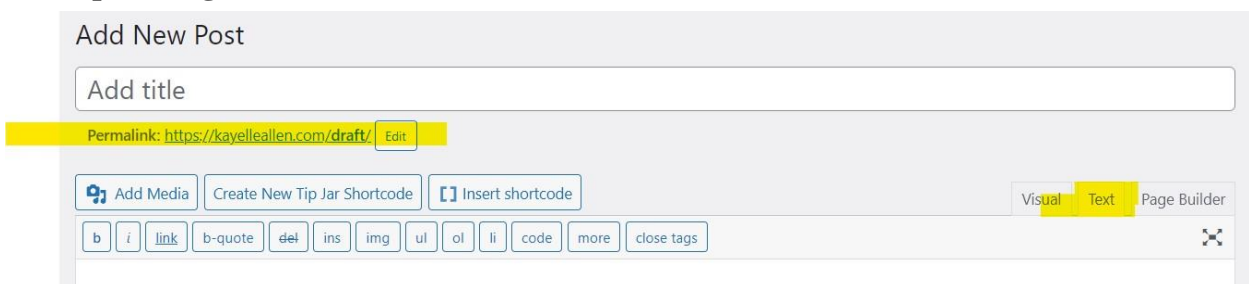 Add New Post
Add title
Permalink: https://kayelleallen.com/draft/ Edit
Add Media Create New Tip Jar Shortcode [ ] Insert shortcode Visual Text Page Builder
b i link b-quote del ins img ul ol li code more close tags